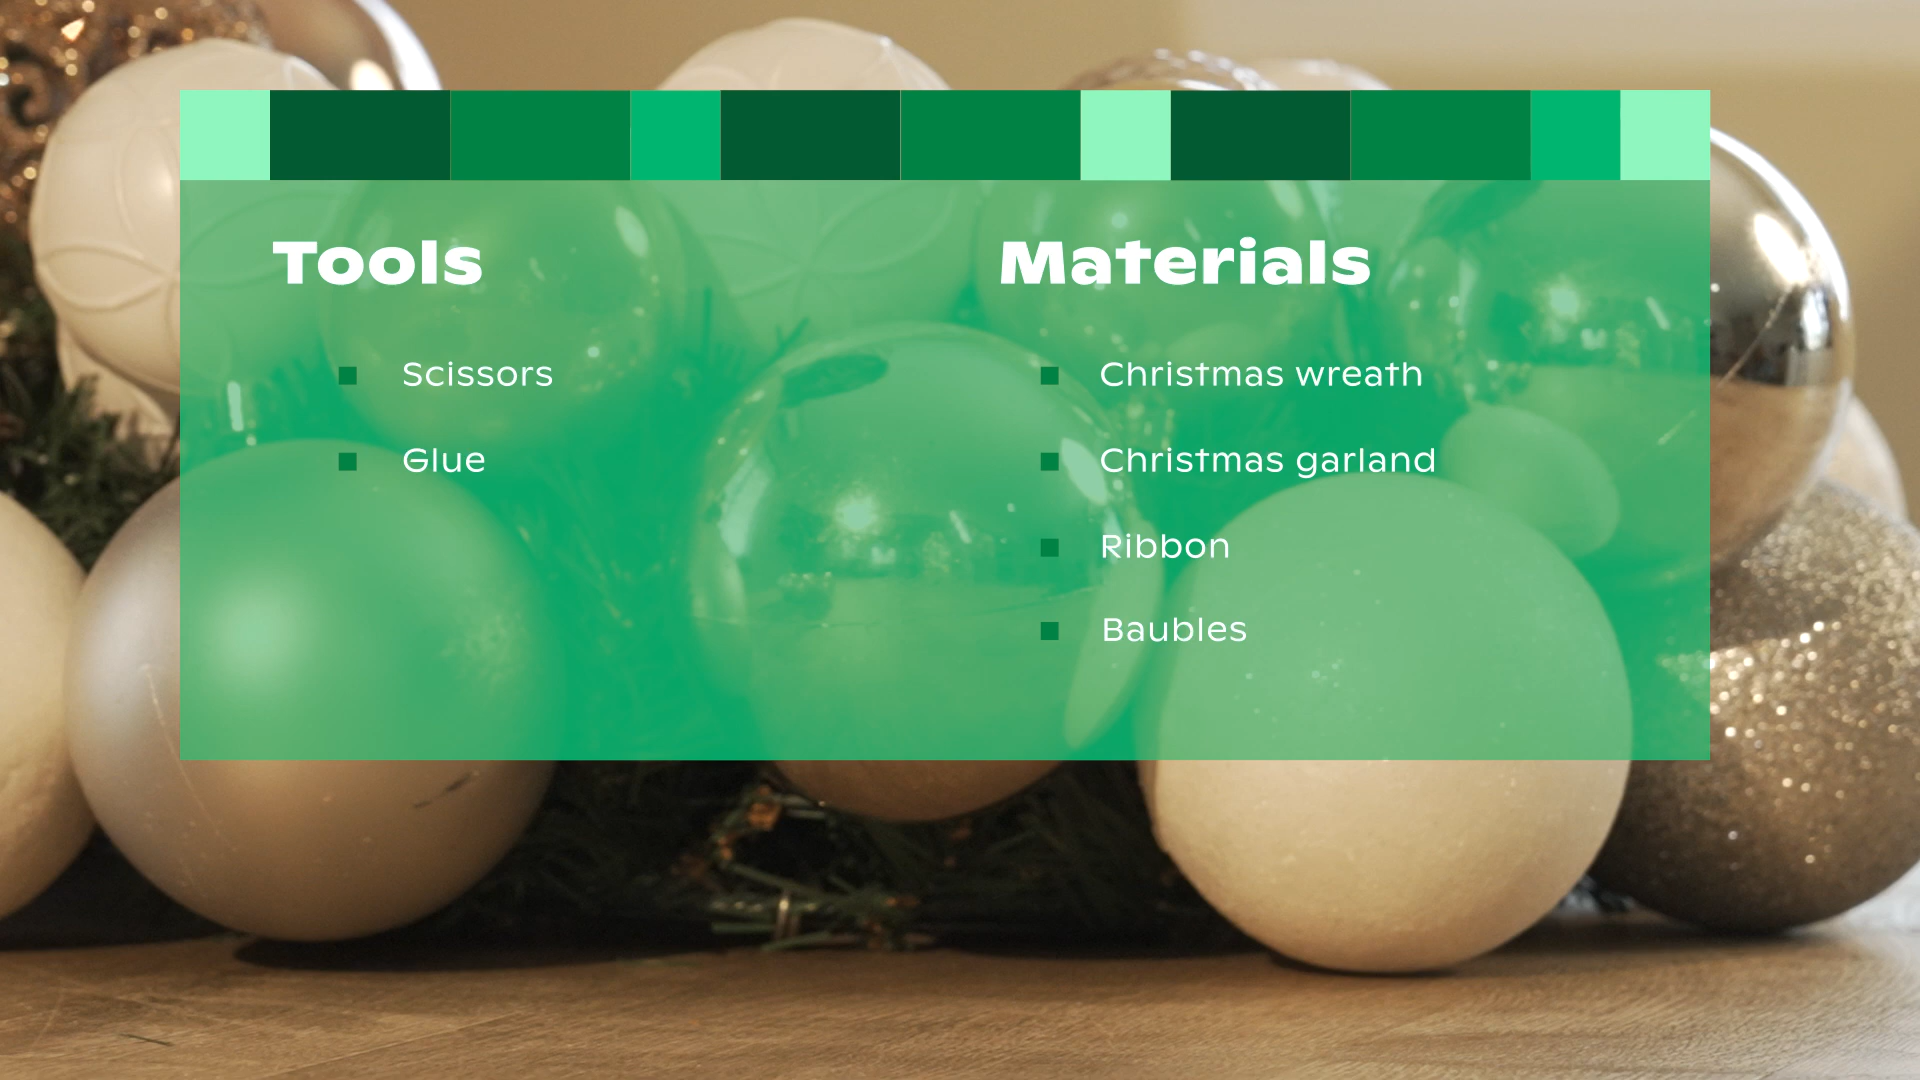 Tools
Scissors
Glue
Materials
Christmas wreath
Christmas garland
Ribbon
Baubles